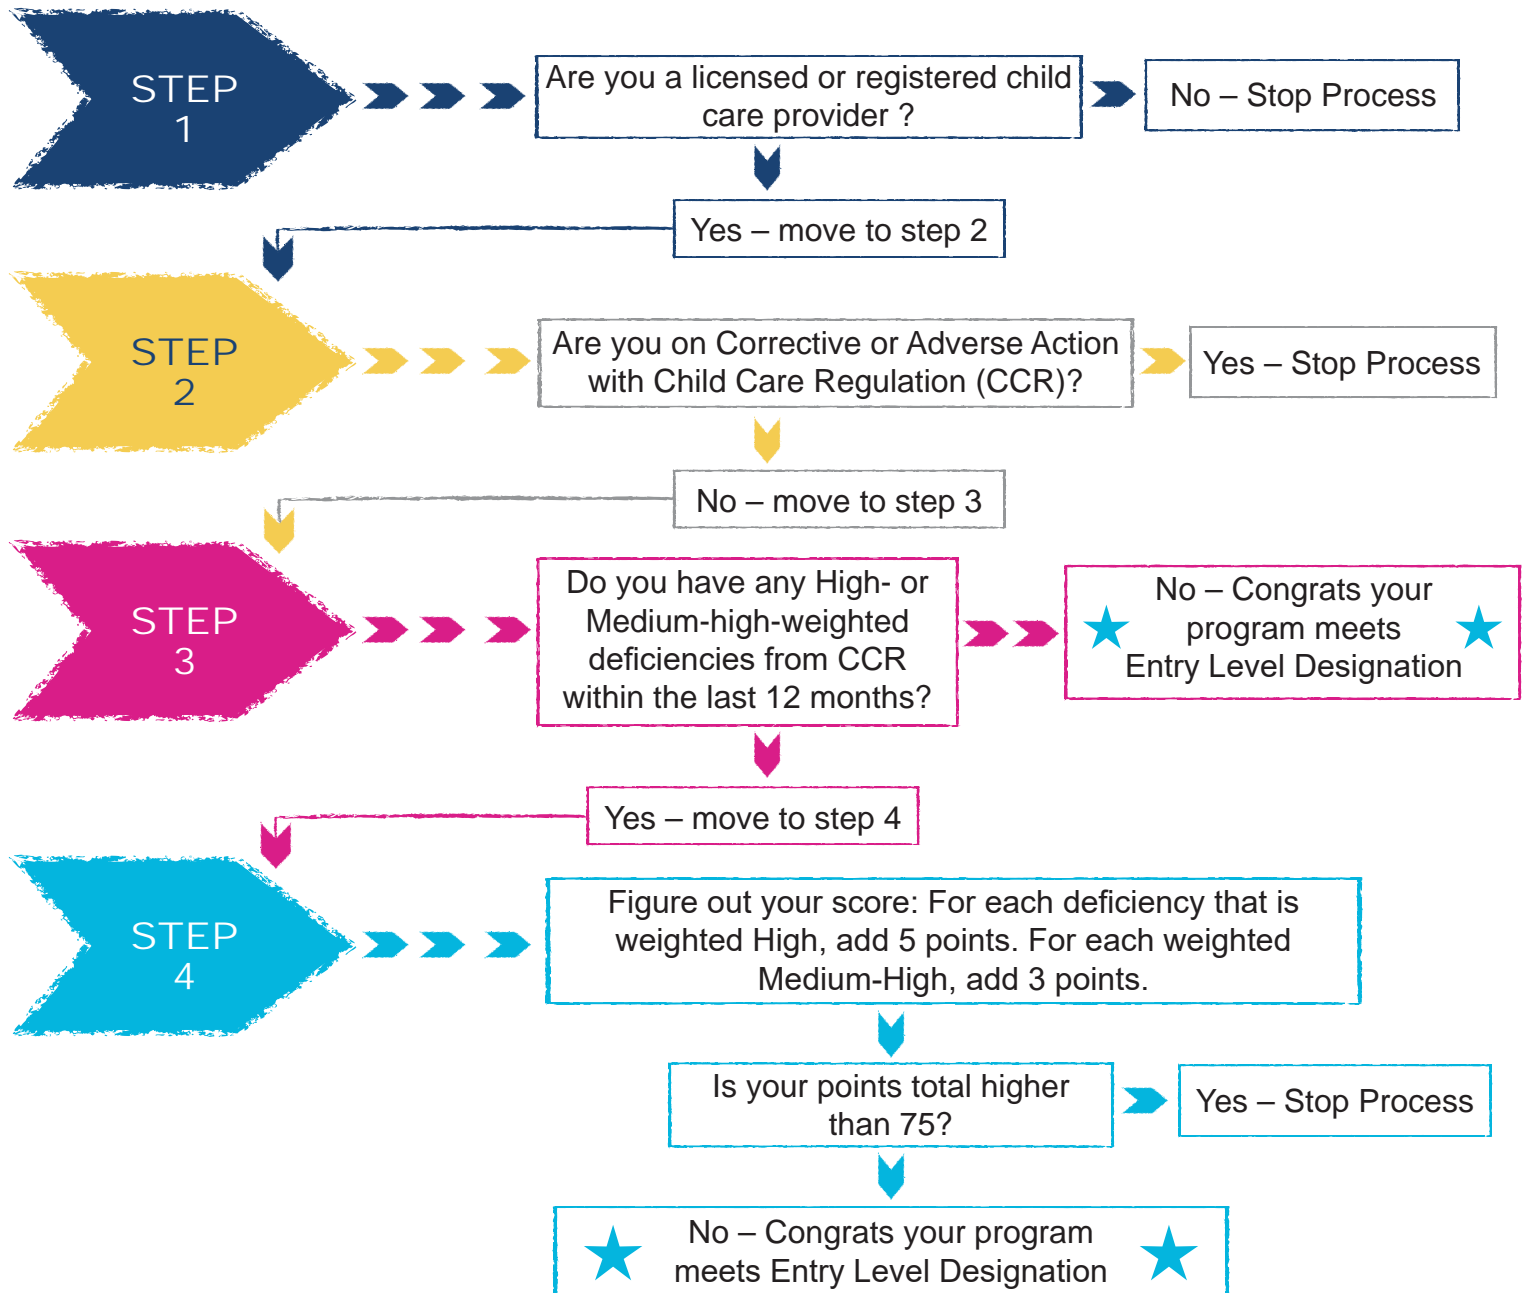 STEP
1
Are you a licensed or registered child
care provider ?
No – Stop Process
Yes – move to step 2
STEP
2
Are you on Corrective or Adverse Action
with Child Care Regulation (CCR)?
Yes – Stop Process
No – move to step 3
STEP
3
Do you have any High- or
Medium-high-weighted
deficiencies from CCR
within the last 12 months?
No – Congrats your
program meets
Entry Level Designation
Yes – move to step 4
STEP
4
Figure out your score: For each deficiency that is
weighted High, add 5 points. For each weighted
Medium-High, add 3 points.
Is your points total higher
than 75?
Yes – Stop Process
No – Congrats your program
meets Entry Level Designation